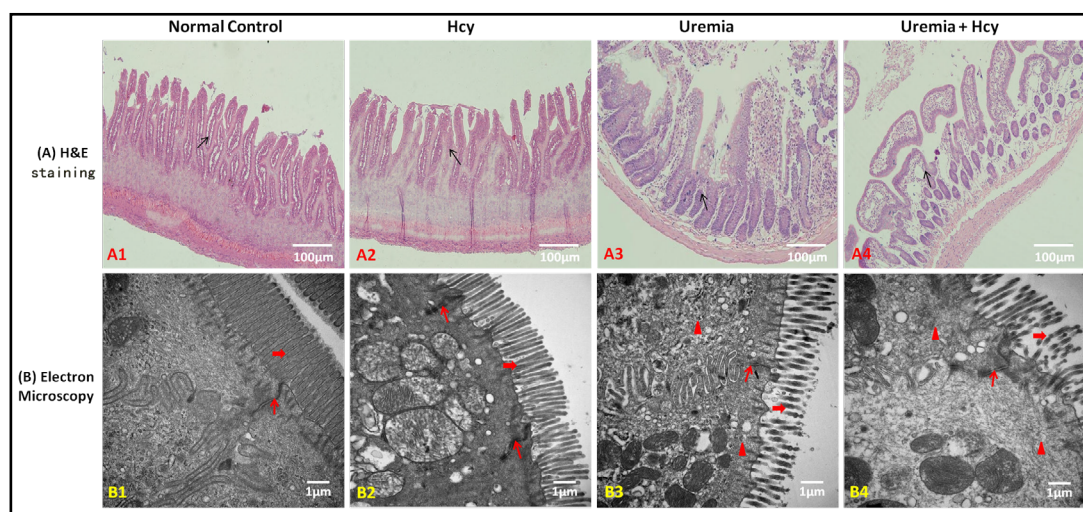 Normal Control
Hcy
Uremia
Uremia + Hcy
(A) H&E
staining
A1
100μm
A2
100μm
A3
100μm
A4
100μm
(B) Electron
Microscopy
B1
1μm
B2
1μm
B3
1μm
B4
1μm